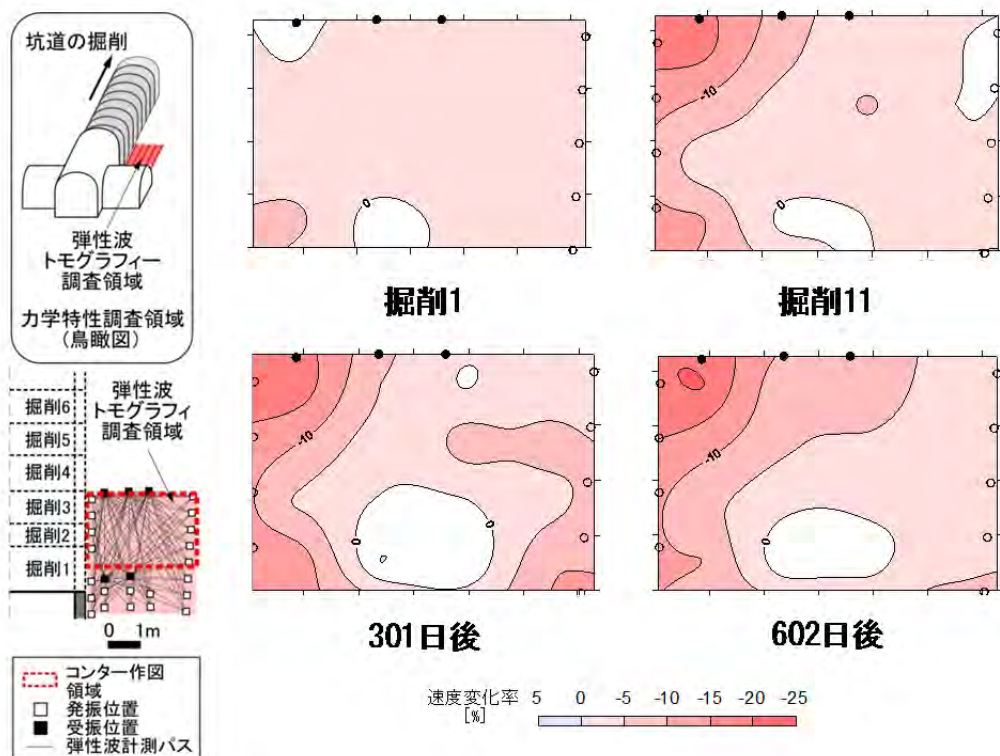 坑道の掘削
弾性波
トモグラフィー
調査領域
力学特性調査領域
(鳥瞰図)
弾性波
トモグラフィ
調査領域
掘削6
掘削5
掘削4
掘削3
掘削2
掘削1
0 1m
コンター作図
領域
発振位置
受振位置
弾性波計測パス
0
掘削1
-10
0
掘削11
-10
0
0
301日後
-10
0
602日後
速度変化率
[%]
5 0 -5 -10 -15 -20 -25